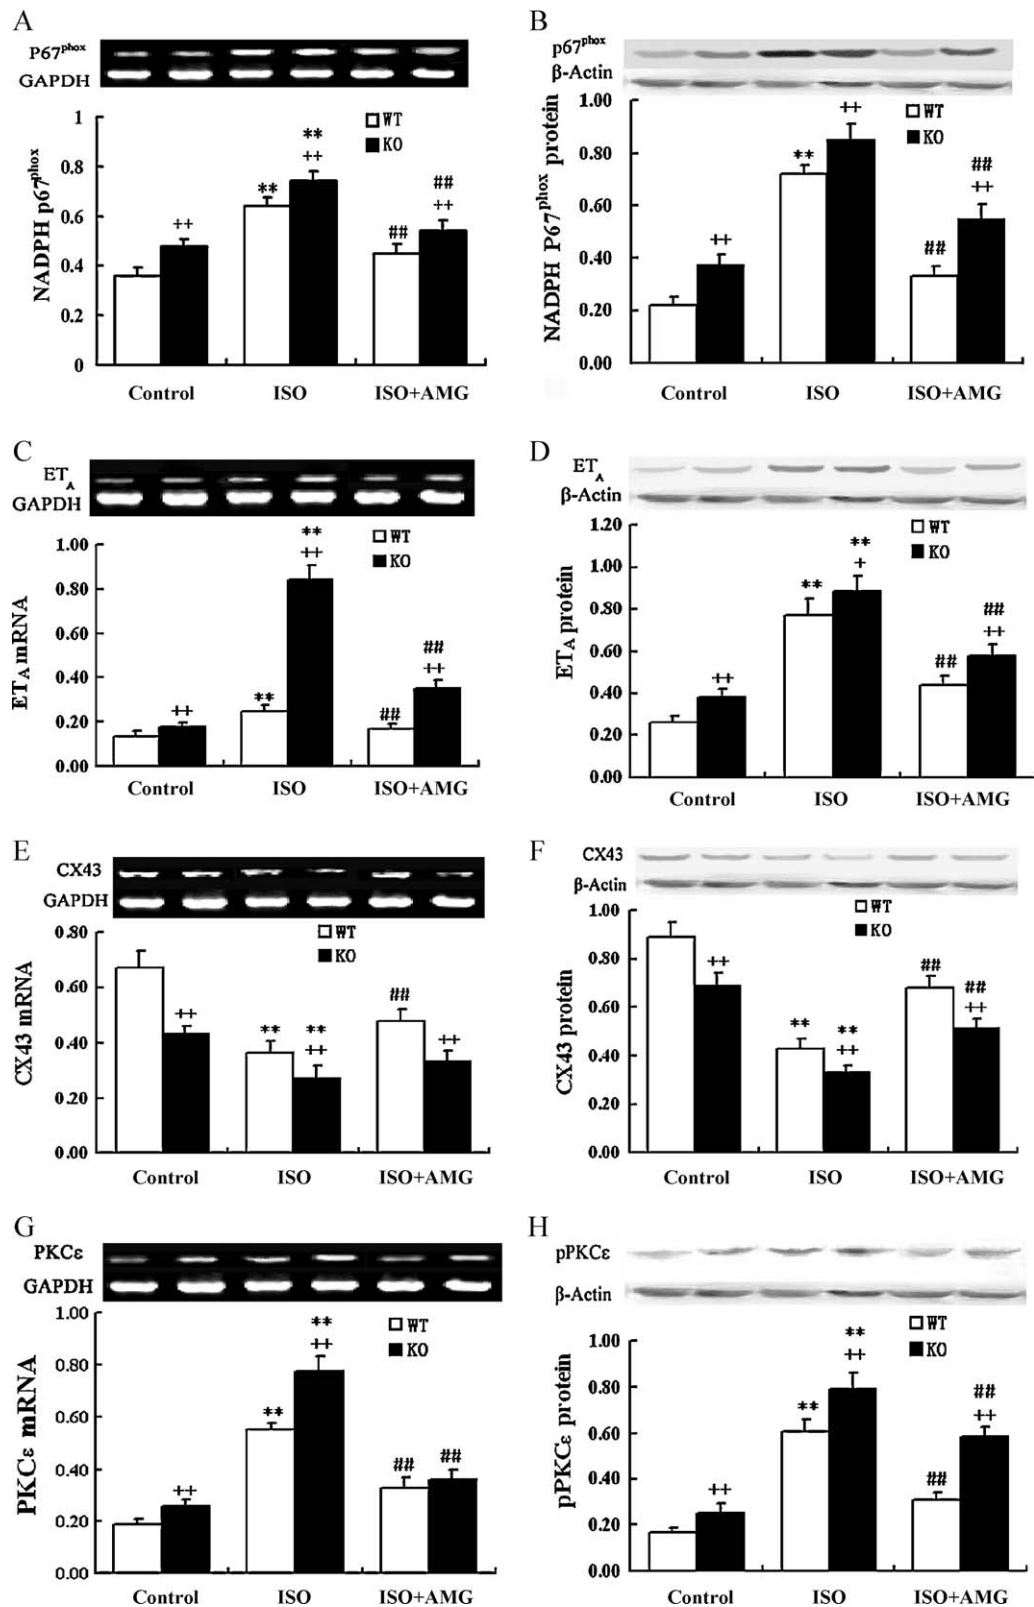 A
P67phox
GAPDH
NADPH p67phox
1
0.8
0.6
0.4
0.2
0
WT
KO
++
**
**
++
##
##
++
Control
ISO
ISO+AMG
B
p67phox
β-Actin
NADPH P67phox protein
1.00
0.80
0.60
0.40
0.20
0.00
WT
KO
++
**
++
##
##
++
Control
ISO
ISO+AMG
C
ETA
GAPDH
ETA mRNA
1.00
0.80
0.60
0.40
0.20
0.00
WT
KO
++
**
**
++
##
##
++
Control
ISO
ISO+AMG
D
ETA
β-Actin
ETA protein
1.20
1.00
0.80
0.60
0.40
0.20
0.00
WT
KO
++
**
**
+
##
##
++
Control
ISO
ISO+AMG
E
CX43
GAPDH
CX43 mRNA
0.80
0.60
0.40
0.20
0.00
WT
KO
++
**
**
++
##
++
Control
ISO
ISO+AMG
F
CX43
β-Actin
CX43 protein
1.00
0.80
0.60
0.40
0.20
0.00
WT
KO
++
**
**
++
##
##
++
Control
ISO
ISO+AMG
G
PKCε
GAPDH
PKCε mRNA
1.00
0.80
0.60
0.40
0.20
0.00
WT
KO
++
**
**
++
##
##
Control
ISO
ISO+AMG
H
pPKCε
β-Actin
pPKCε protein
1.00
0.80
0.60
0.40
0.20
0.00
WT
KO
++
**
**
++
##
##
++
Control
ISO
ISO+AMG